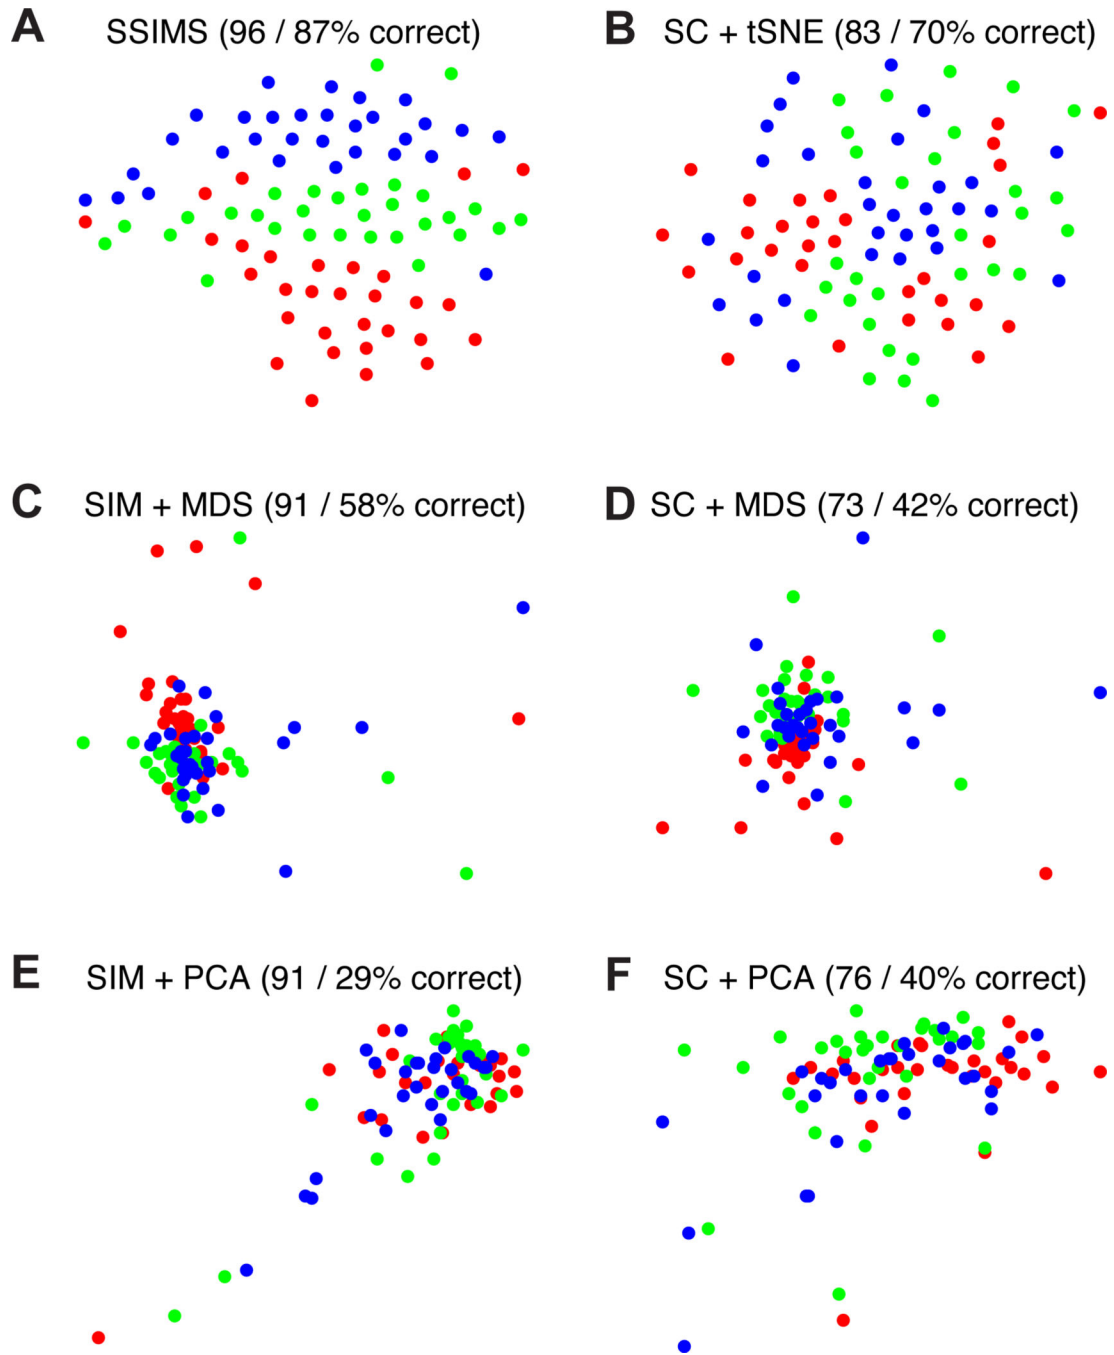 A SSIMS (96 / 87% correct)
B SC + tSNE (83 / 70% correct)
C SIM + MDS (91 / 58% correct)
D SC + MDS (73 / 42% correct)
E SIM + PCA (91 / 29% correct)
F SC + PCA (76 / 40% correct)